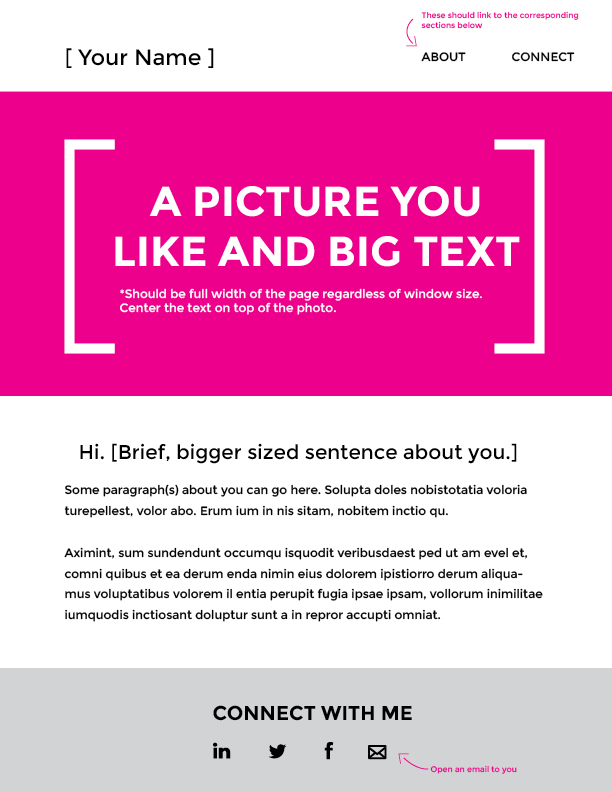 These should link to the corresponding
sections below
[ Your Name ]
ABOUT
CONNECT
A PICTURE YOU
LIKE AND BIG TEXT
*Should be full width of the page regardless of window size.
Center the text on top of the photo.
Hi. [Brief, bigger sized sentence about you.]
Some paragraph(s) about you can go here. Solupta doles nobistotatia voloria
turepellest, volor abo. Erum ium in nis sitam, nobitem inctio qu.
Aximint, sum sundendunt occumqu isquodit veribusdaest ped ut am evel et,
comni quibus et ea derum enda nimin eius dolorem ipistiorro derum aliqua-
mus voluptatibus volorem il entia perupit fugia ipsae ipsam, vollorum inimilitae
iumquodis inctiosant doluptur sunt a in repror accupti omniat.
CONNECT WITH ME
in
f
Open an email to you